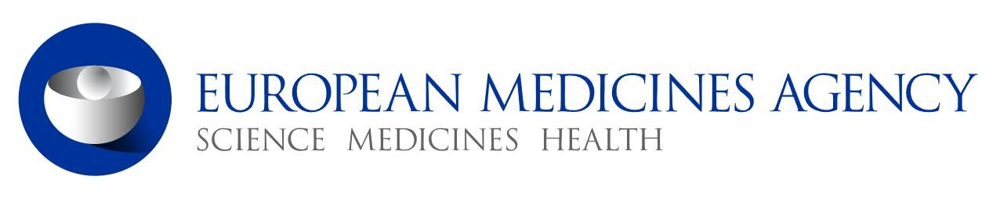 EUROPEAN MEDICINES AGENCY
SCIENCE MEDICINES HEALTH